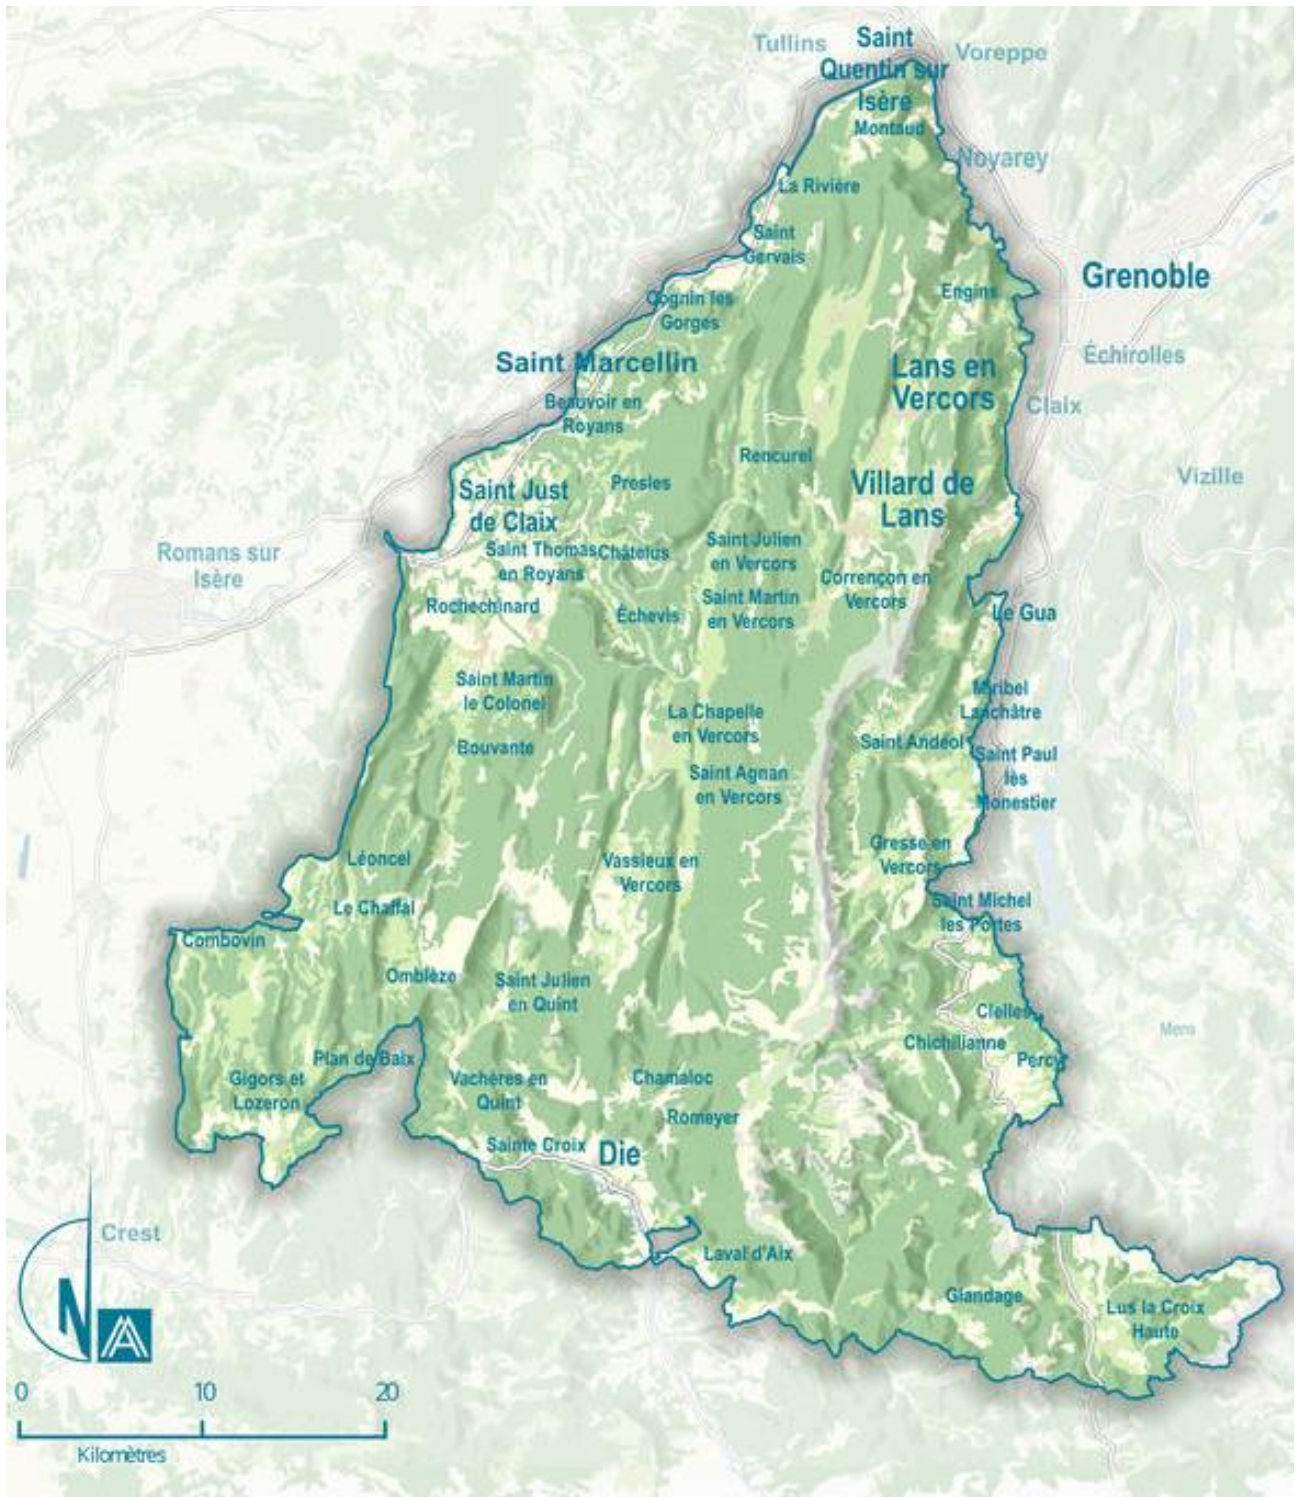 Tullins
Saint
Quentin sur
Isère
Voreppe
Montaud
Noyarey
La Rivière
Saint
Gervais
Grenoble
Engins
Cognin les
Gorges
Échirolles
Saint Marcellin
Lans en
Vercors
Beauvoir en
Royans
Claix
Rencurel
Vizille
Presles
Villard de
Lans
Saint Just
de Claix
Saint Julien
en Vercors
Romans sur
Isère
Saint Thomas
en Royans
Châtelus
Corrençon en
Vercors
Saint Martin
en Vercors
Rochechinard
Échevis
Le Gua
Saint Martin
le Colonel
Miribel
Lanchâtre
La Chapelle
en Vercors
Bouvante
Saint Andéol
Saint Paul
lès
Monestier
Saint Agnan
en Vercors
Gresse en
Vercors
Léoncel
Vassieux en
Vercors
Le Chaffal
Saint Michel
les Portes
Combovin
Omblèze
Saint Julien
en Quint
Clelles
Mens
Chichilianne
Percy
Plan de Baix
Gigors et
Lozeron
Vachères en
Quint
Chamaloc
Romeyer
Sainte Croix
Die
Crest
Laval d'Aix
Glandage
Lus la Croix
Haute
N
0 10 20
Kilomètres